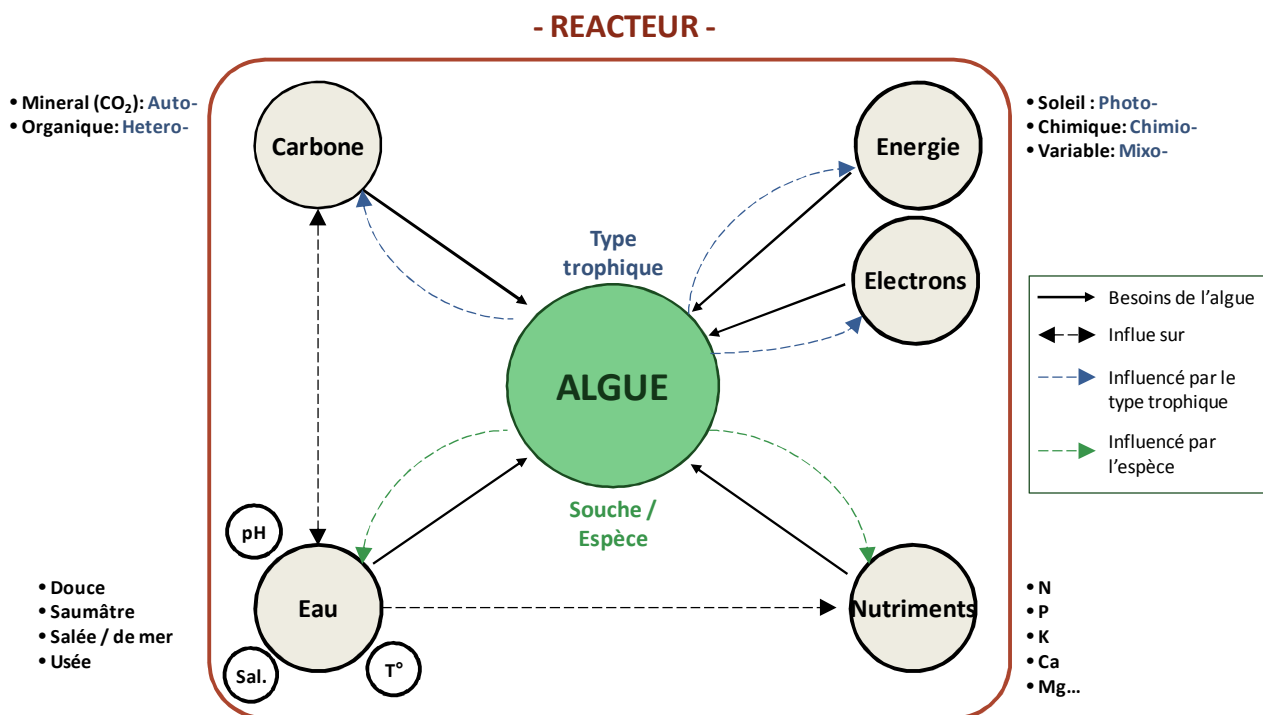 - REACTEUR -
• Mineral (CO₂): Auto-
• Organique: Hetero-
Carbone
Energie
• Soleil : Photo-
• Chimique: Chimio-
• Variable: Mixo-
Electrons
Type
trophique
ALGUE
Souche /
Espèce
Besoins de l'algue
Influe sur
Influencé par le
type trophique
Influencé par
l'espèce
pH
Eau
Sal.
T°
• Douce
• Saumâtre
• Salée / de mer
• Usée
Nutriments
• N
• P
• K
• Ca
• Mg...